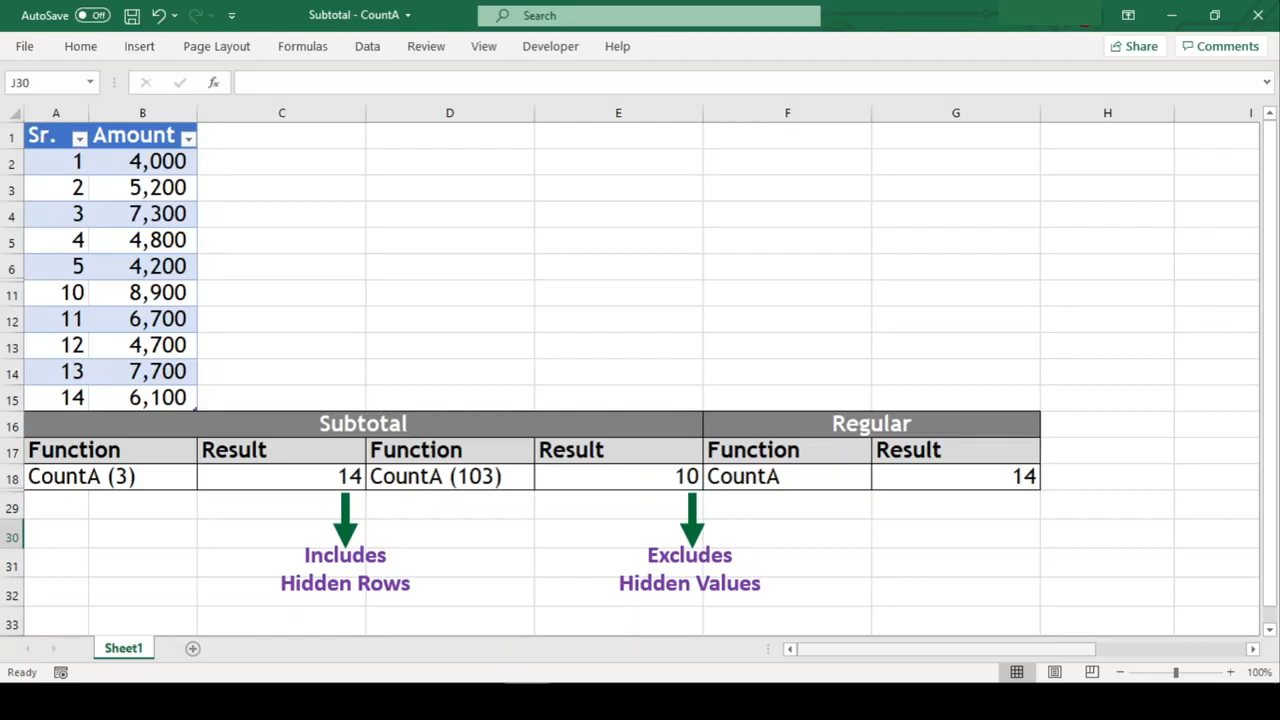 AutoSave Off Subtotal - CountA Search
File Home Insert Page Layout Formulas Data Review View Developer Help Share Comments
J30 fx
A B C D E F G H I
1 Sr. Amount
2 1 4,000
3 2 5,200
4 3 7,300
5 4 4,800
6 5 4,200
11 10 8,900
12 11 6,700
13 12 4,700
14 13 7,700
15 14 6,100
16 Subtotal Regular
17 Function Result Function Result Function Result
18 CountA (3) 14 CountA (103) 10 CountA 14
29
30
31 Includes Excludes
32 Hidden Rows Hidden Values
33
Sheet1
Ready 100%